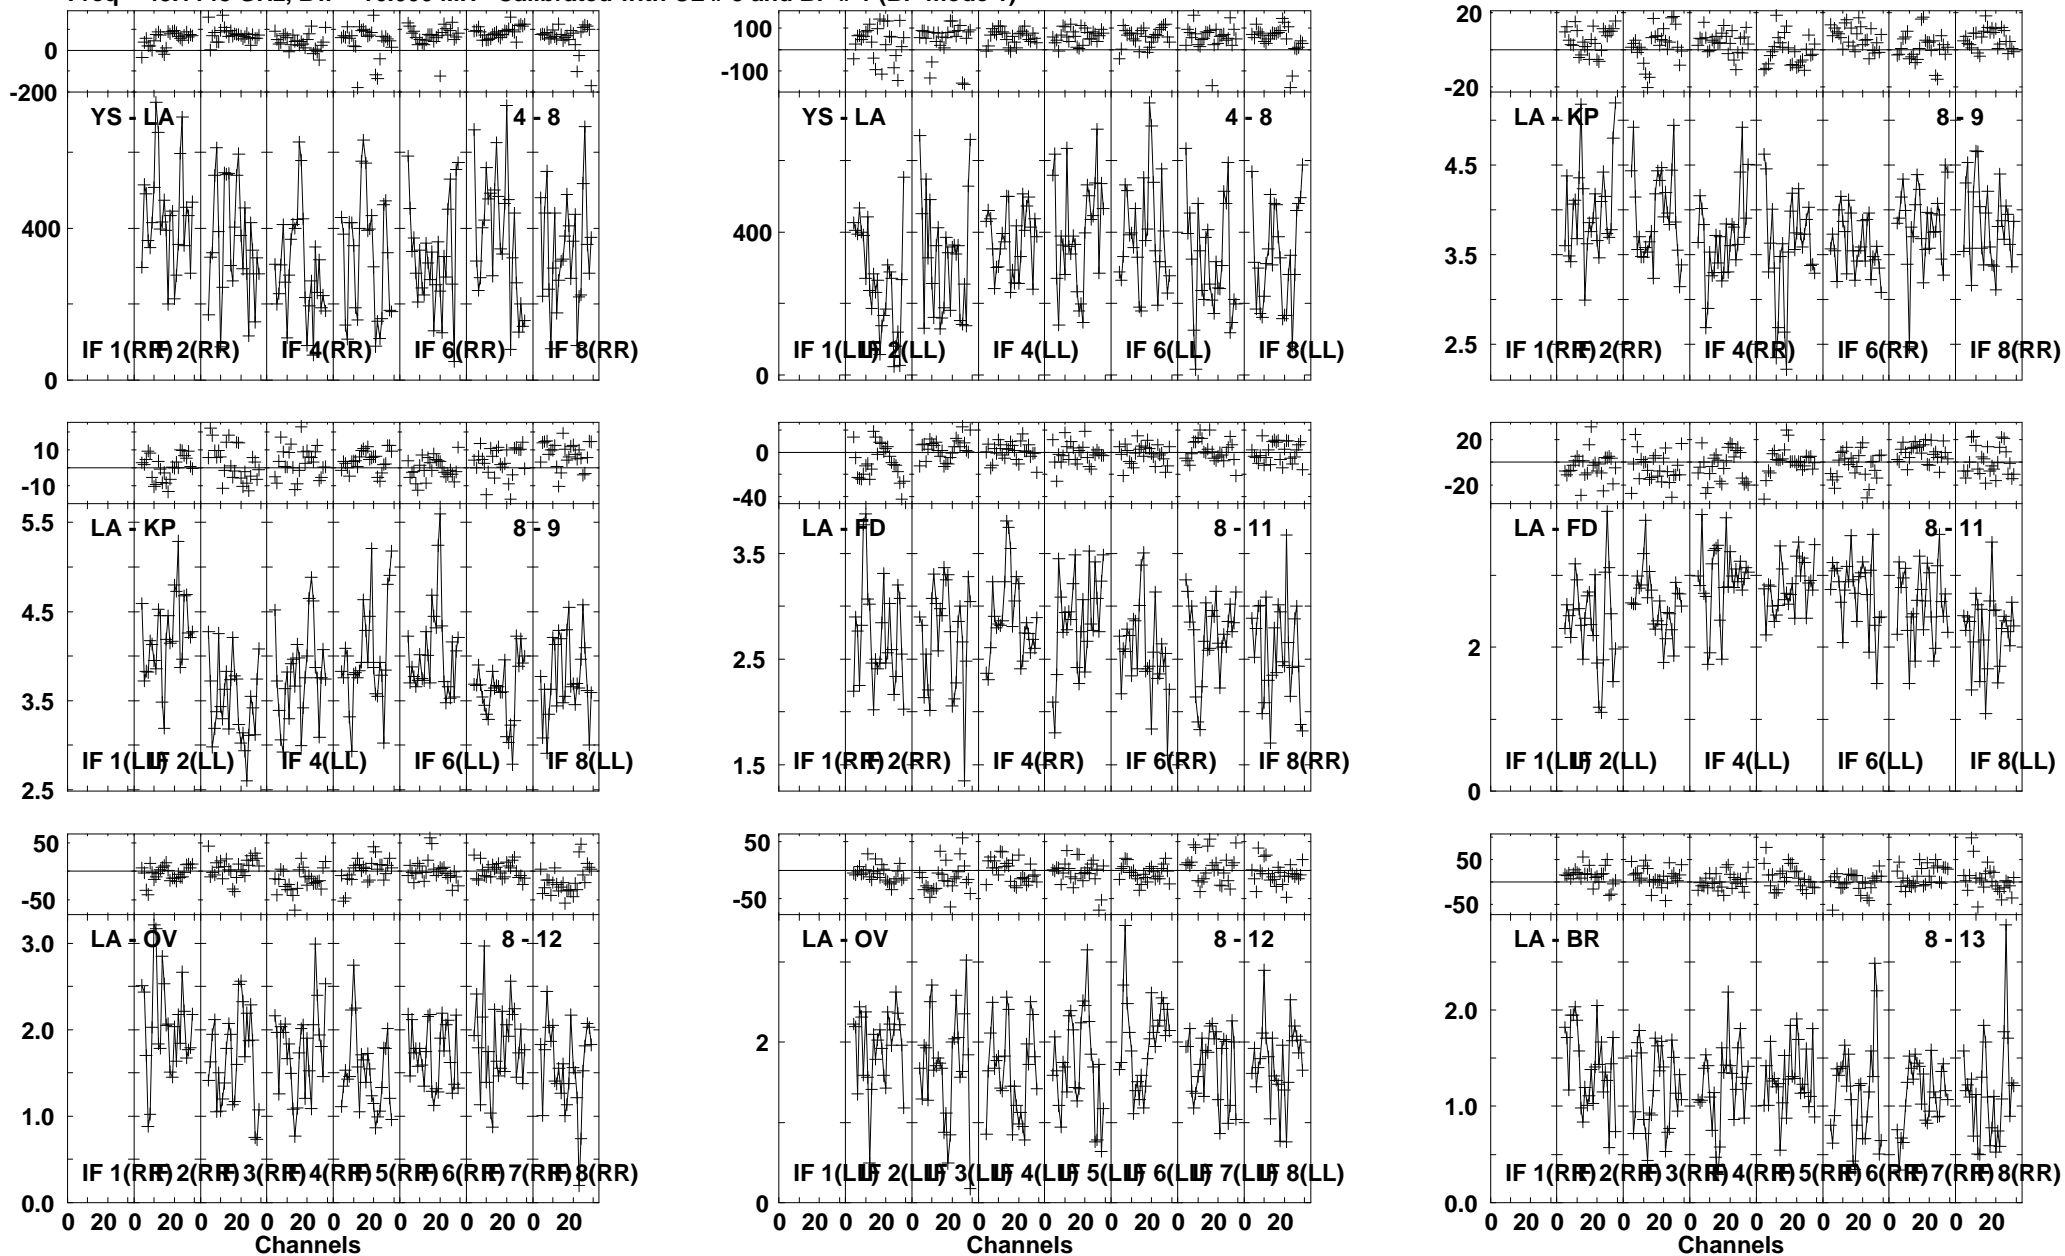 0
-200
YS - LA
4 - 8
400
0
IF 1(RR) IF 2(RR) IF 4(RR) IF 6(RR) IF 8(RR)
100
-100
YS - LA
4 - 8
400
0
IF 1(LL) IF 2(LL) IF 4(LL) IF 6(LL) IF 8(LL)
20
-20
LA - KP
8 - 9
4.5
3.5
2.5
IF 1(RR) IF 2(RR) IF 4(RR) IF 6(RR) IF 8(RR)
10
-10
LA - KP
8 - 9
5.5
4.5
3.5
2.5
IF 1(LL) IF 2(LL) IF 4(LL) IF 6(LL) IF 8(LL)
0
-40
LA - FD
8 - 11
3.5
2.5
1.5
IF 1(RR) IF 2(RR) IF 4(RR) IF 6(RR) IF 8(RR)
20
-20
LA - FD
8 - 11
2
0
IF 1(LL) IF 2(LL) IF 4(LL) IF 6(LL) IF 8(LL)
50
-50
LA - OV
8 - 12
3.0
2.0
1.0
0.0
IF 1(RR) IF 2(RR) IF 3(RR) IF 4(RR) IF 5(RR) IF 6(RR) IF 7(RR) IF 8(RR)
0 20 0 20 0 20 0 20 0 20 0 20 0 20 0 20
Channels
50
-50
LA - OV
8 - 12
2
0
IF 1(LL) IF 2(LL) IF 3(LL) IF 4(LL) IF 5(LL) IF 6(LL) IF 7(LL) IF 8(LL)
0 20 0 20 0 20 0 20 0 20 0 20 0 20 0 20
Channels
50
-50
LA - BR
8 - 13
2.0
1.0
0.0
IF 1(RR) IF 2(RR) IF 3(RR) IF 4(RR) IF 5(RR) IF 6(RR) IF 7(RR) IF 8(RR)
0 20 0 20 0 20 0 20 0 20 0 20 0 20 0 20
Channels